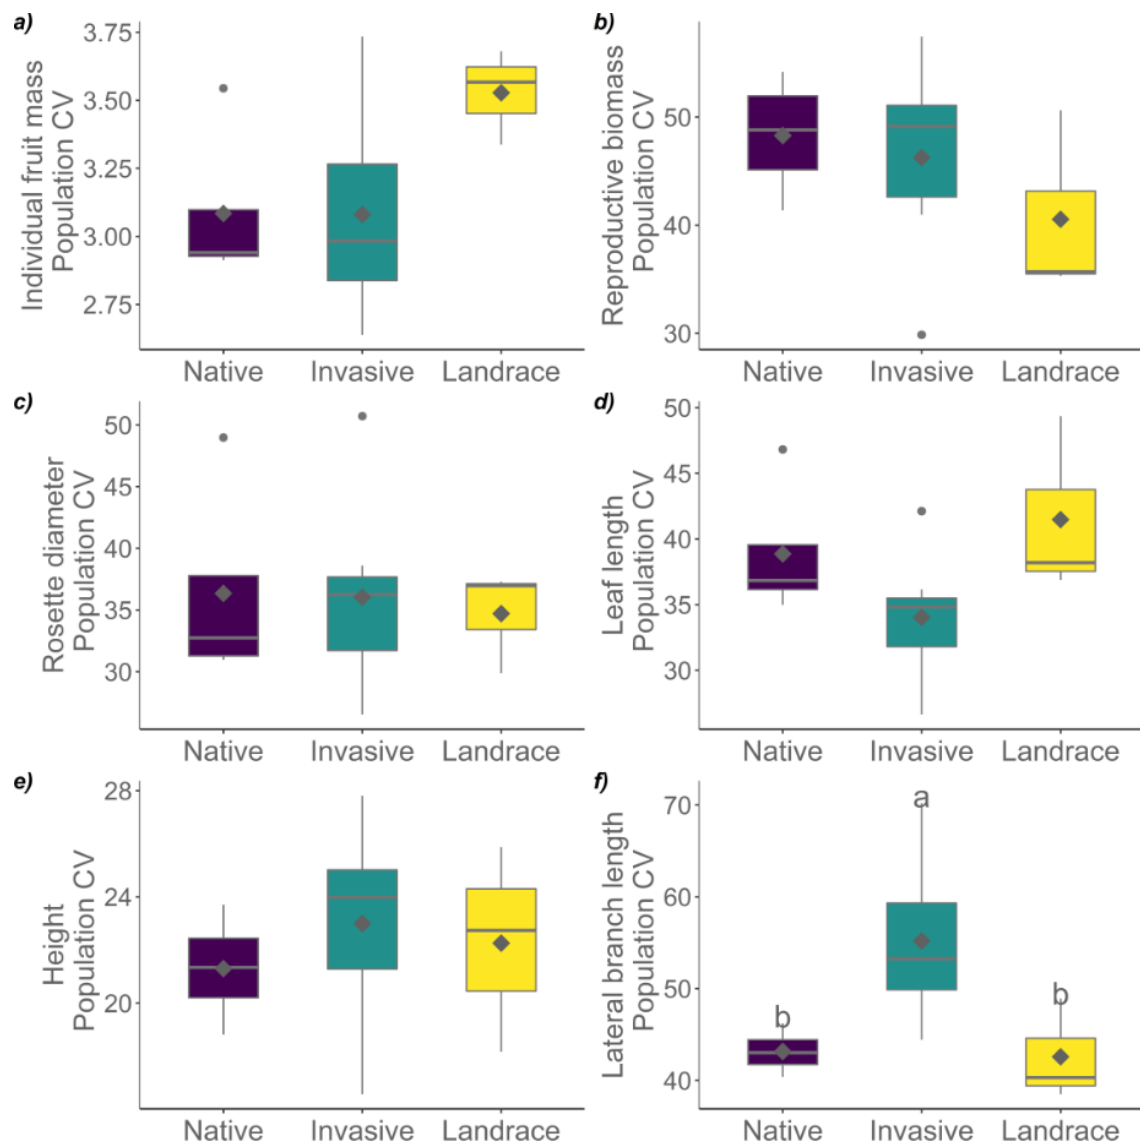 a)
Individual fruit mass
Population CV
3.75
3.50
3.25
3.00
2.75
Native Invasive Landrace
b)
Reproductive biomass
Population CV
50
40
30
Native Invasive Landrace
c)
Rosette diameter
Population CV
50
45
40
35
30
Native Invasive Landrace
d)
Leaf length
Population CV
50
45
40
35
30
Native Invasive Landrace
e)
Height
Population CV
28
24
20
Native Invasive Landrace
f)
Lateral branch length
Population CV
70
60
50
40
b
a
b
Native Invasive Landrace